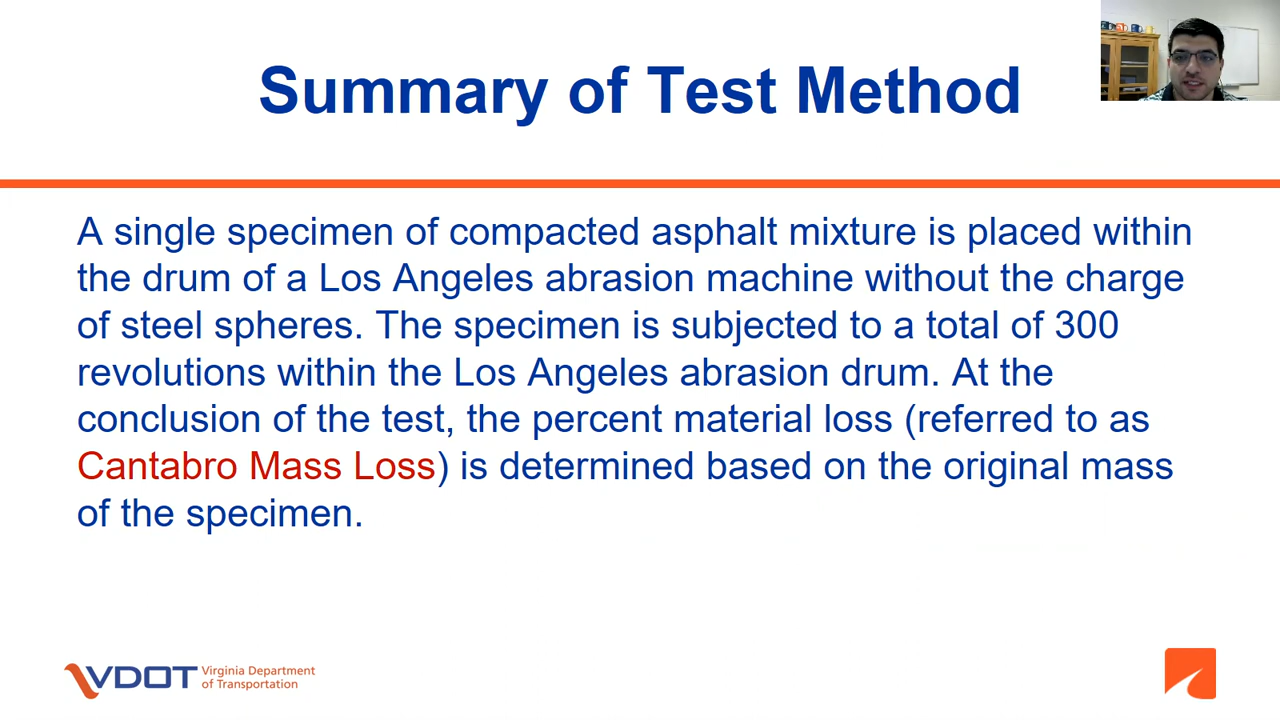 Summary of Test Method
A single specimen of compacted asphalt mixture is placed within
the drum of a Los Angeles abrasion machine without the charge
of steel spheres. The specimen is subjected to a total of 300
revolutions within the Los Angeles abrasion drum. At the
conclusion of the test, the percent material loss (referred to as
Cantabro Mass Loss) is determined based on the original mass
of the specimen.
VDOT Virginia Department
of Transportation